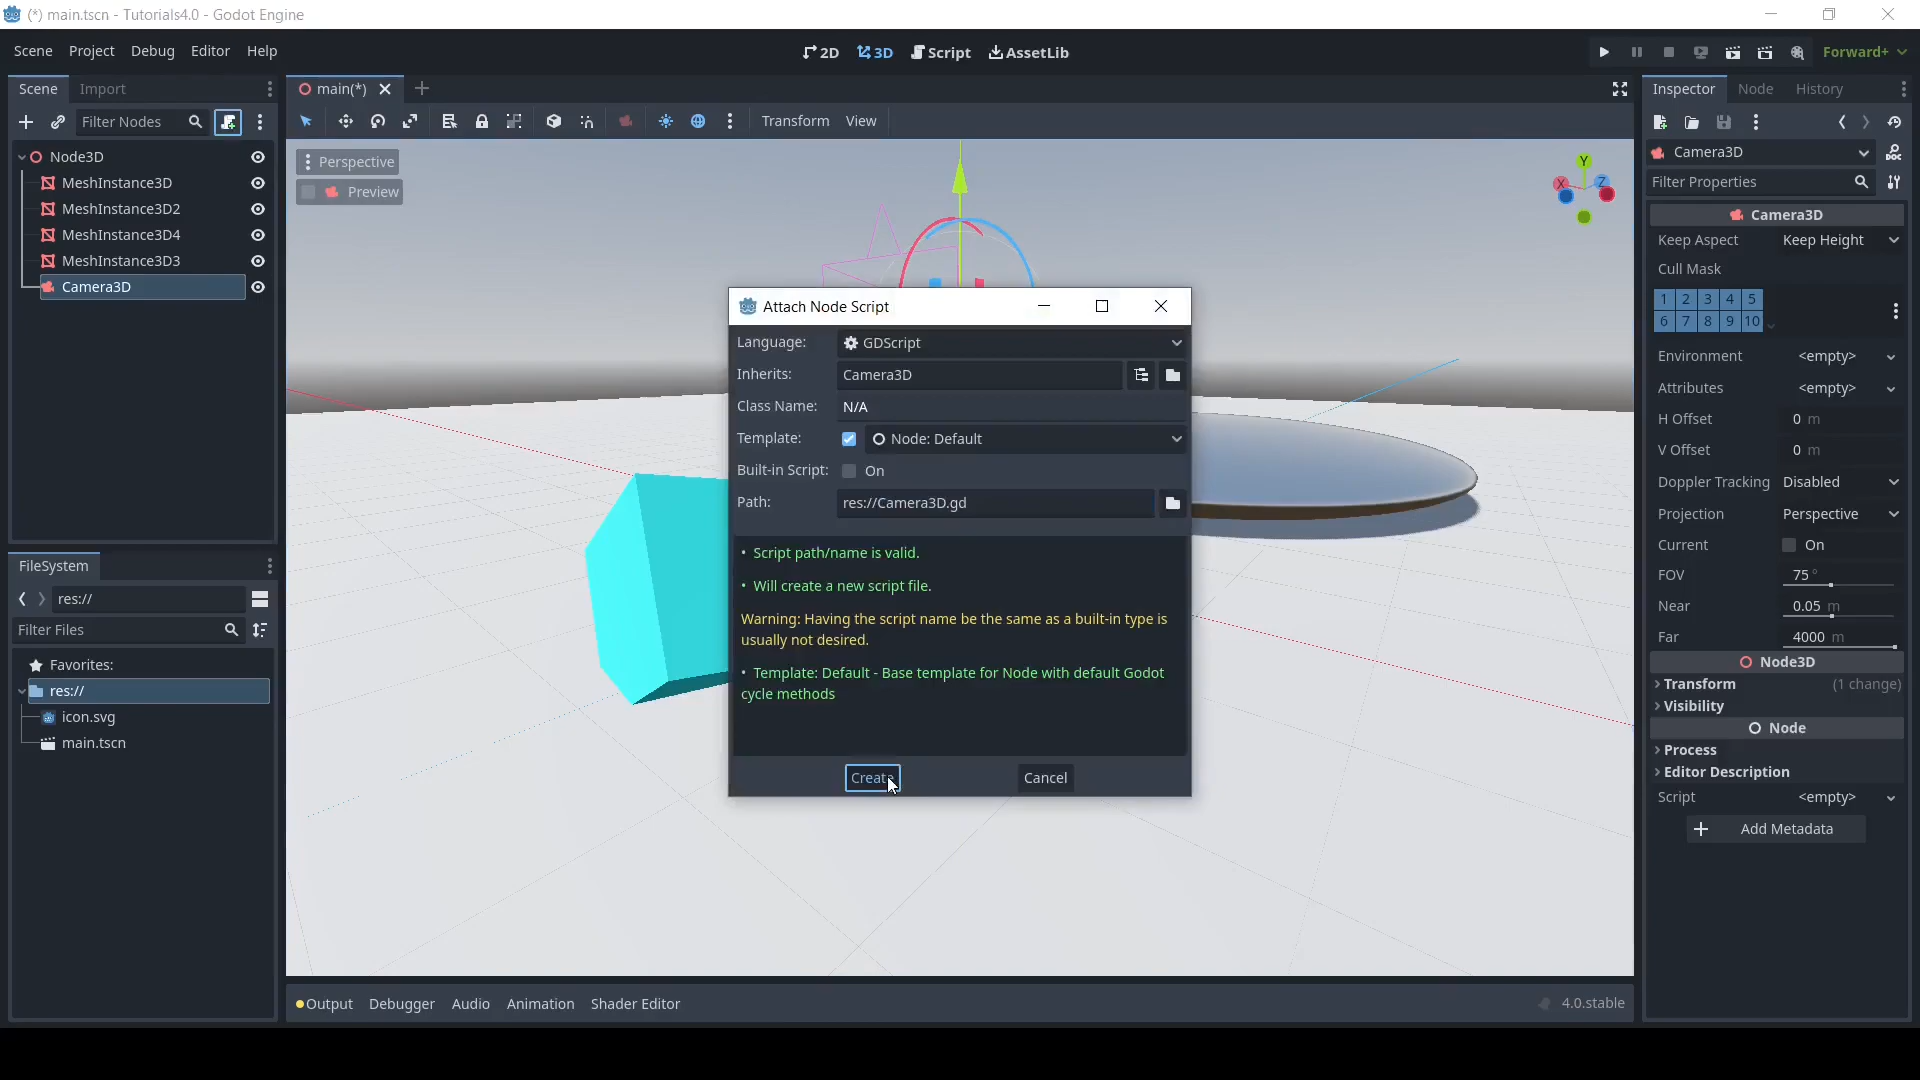 (*) main.tscn - Tutorials4.0 - Godot Engine
Scene Project Debug Editor Help
2D 3D Script AssetLib
Forward+
Scene Import
main(*)
Inspector Node History
Filter Nodes
Transform View
Node3D
MeshInstance3D
MeshInstance3D2
MeshInstance3D4
MeshInstance3D3
Camera3D
Perspective
Preview
Y
X
Z
Attach Node Script
Language: GDScript
Inherits: Camera3D
Class Name: N/A
Template: Node: Default
Built-in Script: On
Path: res://Camera3D.gd
• Script path/name is valid.
• Will create a new script file.
Warning: Having the script name be the same as a built-in type is
usually not desired.
• Template: Default - Base template for Node with default Godot
cycle methods
Create Cancel
FileSystem
res://
Filter Files
Favorites:
res://
icon.svg
main.tscn
Camera3D
Filter Properties
Camera3D
Keep Aspect Keep Height
Cull Mask
1 2 3 4 5
6 7 8 9 10
Environment <empty>
Attributes <empty>
H Offset 0 m
V Offset 0 m
Doppler Tracking Disabled
Projection Perspective
Current On
FOV 75 °
Near 0.05 m
Far 4000 m
Node3D
Transform (1 change)
Visibility
Node
Process
Editor Description
Script <empty>
Add Metadata
Output Debugger Audio Animation Shader Editor
4.0.stable